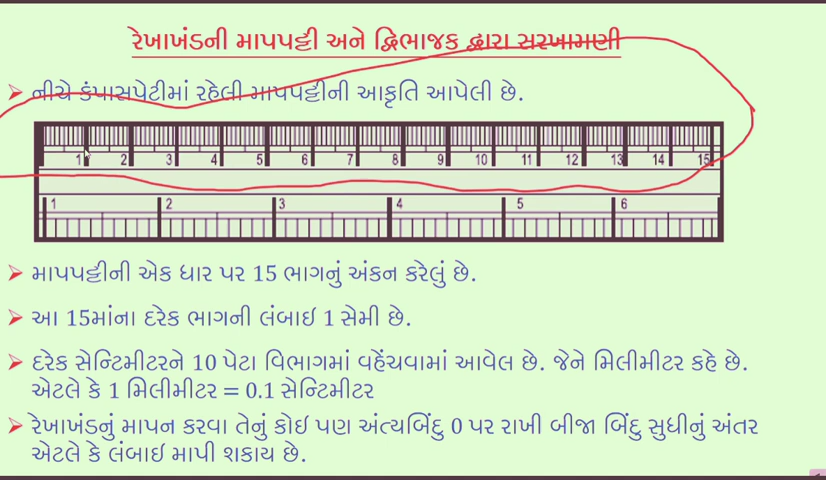 રેખાખંડની માપપટ્ટી અને દ્વિભાજક દ્વારા સરખામણી
નીચે કંપાસપેટીમાં રહેલી માપપટ્ટીની આકૃતિ આપેલી છે.
1 2 3 4 5 6 7 8 9 10 11 12 13 14 15
1 2 3 4 5 6
માપપટ્ટીની એક ધાર પર 15 ભાગનું અંકન કરેલું છે.
આ 15માંના દરેક ભાગની લંબાઈ 1 સેમી છે.
દરેક સેન્ટિમીટરને 10 પેટા વિભાગમાં વહેંચવામાં આવેલ છે. જેને મિલીમીટર કહે છે.
એટલે કે 1 મિલીમીટર = 0.1 સેન્ટિમીટર
રેખાખંડનું માપન કરવા તેનું કોઈ પણ અંત્યબિંદુ 0 પર રાખી બીજા બિંદુ સુધીનું અંતર
એટલે કે લંબાઈ માપી શકાય છે.